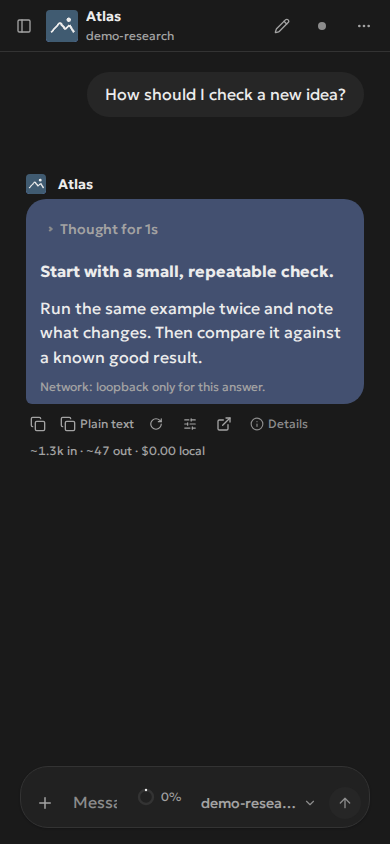 Atlas
demo-research
How should I check a new idea?
Atlas
Thought for 1s
Start with a small, repeatable check.
Run the same example twice and note
what changes. Then compare it against
a known good result.
Network: loopback only for this answer.
Plain text
Details
~1.3k in · ~47 out · $0.00 local
Messa
0%
demo-resea…